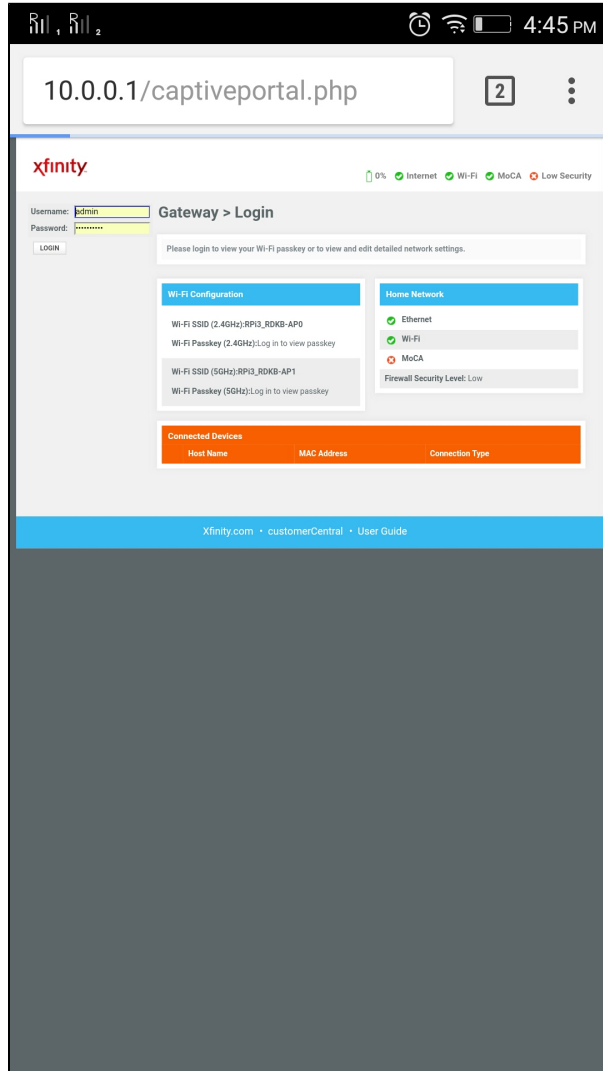 R 1, R 2 4:45 PM
10.0.0.1/captiveportal.php 2
xfinity
0% Internet Wi-Fi MoCA Low Security
Username: admin
Password: ••••••••••
LOGIN
Gateway > Login
Please login to view your Wi-Fi passkey or to view and edit detailed network settings.
Wi-Fi Configuration
Wi-Fi SSID (2.4GHz):RPi3_RDKB-AP0
Wi-Fi Passkey (2.4GHz):Log in to view passkey
Wi-Fi SSID (5GHz):RPi3_RDKB-AP1
Wi-Fi Passkey (5GHz):Log in to view passkey
Home Network
Ethernet
Wi-Fi
MoCA
Firewall Security Level: Low
Connected Devices
Host Name MAC Address Connection Type
Xfinity.com • customerCentral • User Guide